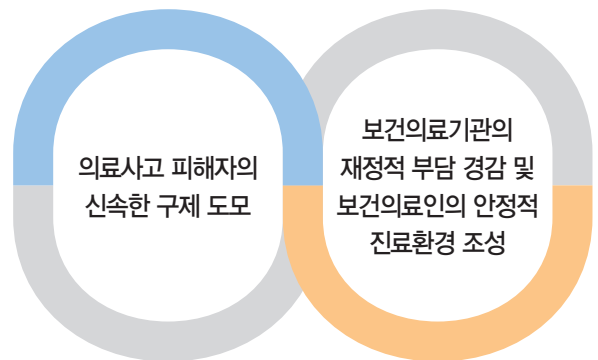 의료사고 피해자의
신속한 구제 도모
보건의료기관의
재정적 부담 경감 및
보건의료인의 안정적
진료환경 조성